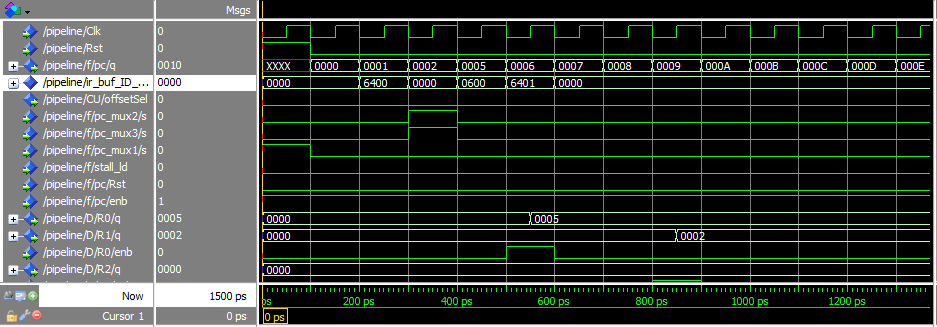 Msgs
/pipeline/Clk 0
/pipeline/Rst 0
/pipeline/f/pc/q 0010 XXXX 0000 0001 0002 0005 0006 0007 0008 0009 000A 000B 000C 000D 000E
/pipeline/ir_buf_ID_... 0000 0000 6400 0000 0600 6401 0000
/pipeline/CU/offsetSel 0
/pipeline/f/pc_mux2/s 0
/pipeline/f/pc_mux3/s 0
/pipeline/f/pc_mux1/s 0
/pipeline/f/stall_ld 0
/pipeline/f/pc/Rst 0
/pipeline/f/pc/enb 1
/pipeline/D/R0/q 0005 0000 0005
/pipeline/D/R1/q 0002 0000 0002
/pipeline/D/R0/enb 0
/pipeline/D/R2/q 0000 0000
Now 1500 ps ps 200 ps 400 ps 600 ps 800 ps 1000 ps 1200 ps
Cursor 1 0 ps 0 ps